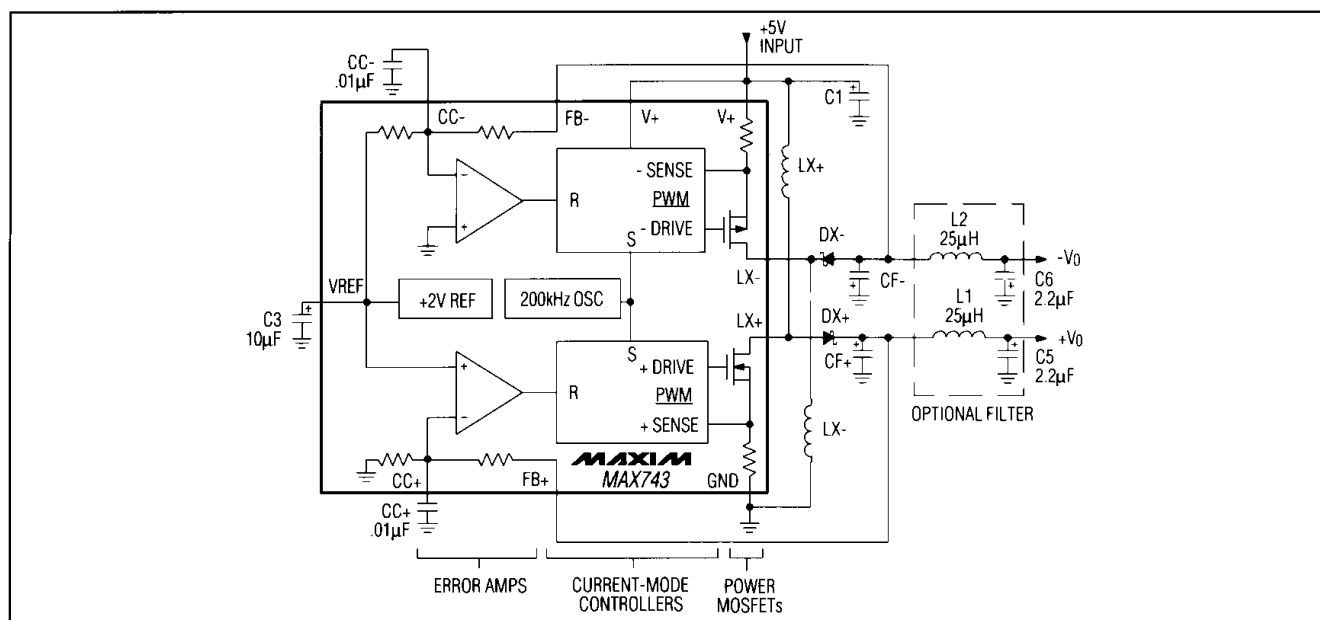 +5V
INPUT
CC-
.01µF
C1
CC-
FB-
V+
V+
LX+
- SENSE
PWM
- DRIVE
R
S
L2
25µH
DX-
-V0
LX-
CF-
C6
2.2µF
VREF
+2V REF
200kHz OSC
LX+
DX+
L1
25µH
+V0
C3
10µF
S
+ DRIVE
PWM
+ SENSE
R
CF+
C5
2.2µF
OPTIONAL FILTER
LX-
MAXIM
MAX743
CC+
FB+
GND
CC+
.01µF
ERROR AMPS
CURRENT-MODE
CONTROLLERS
POWER
MOSFETs